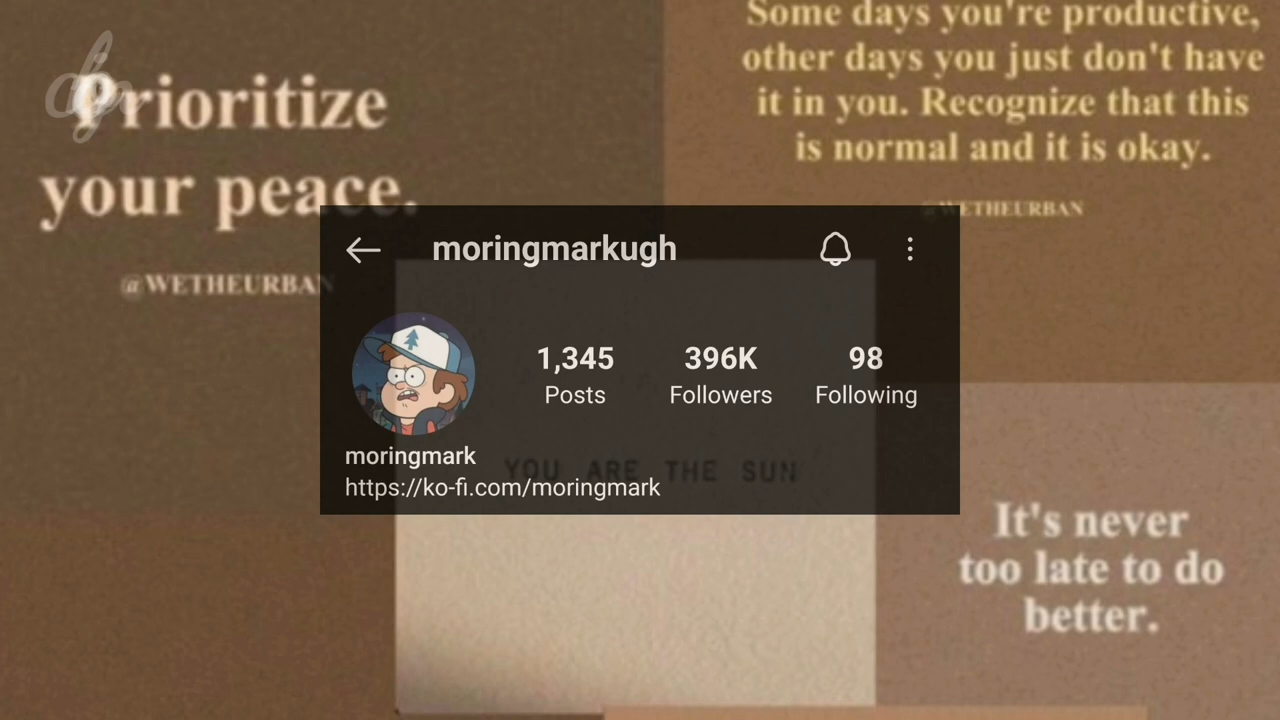 Prioritize
your peace.
@WETHEURBAN
Some days you're productive,
other days you just don't have
it in you. Recognize that this
is normal and it is okay.
@WETHEURBAN
moringmarkugh
1,345
Posts
396K
Followers
98
Following
moringmark
https://ko-fi.com/moringmark
YOU ARE THE SUN
It's never
too late to do
better.